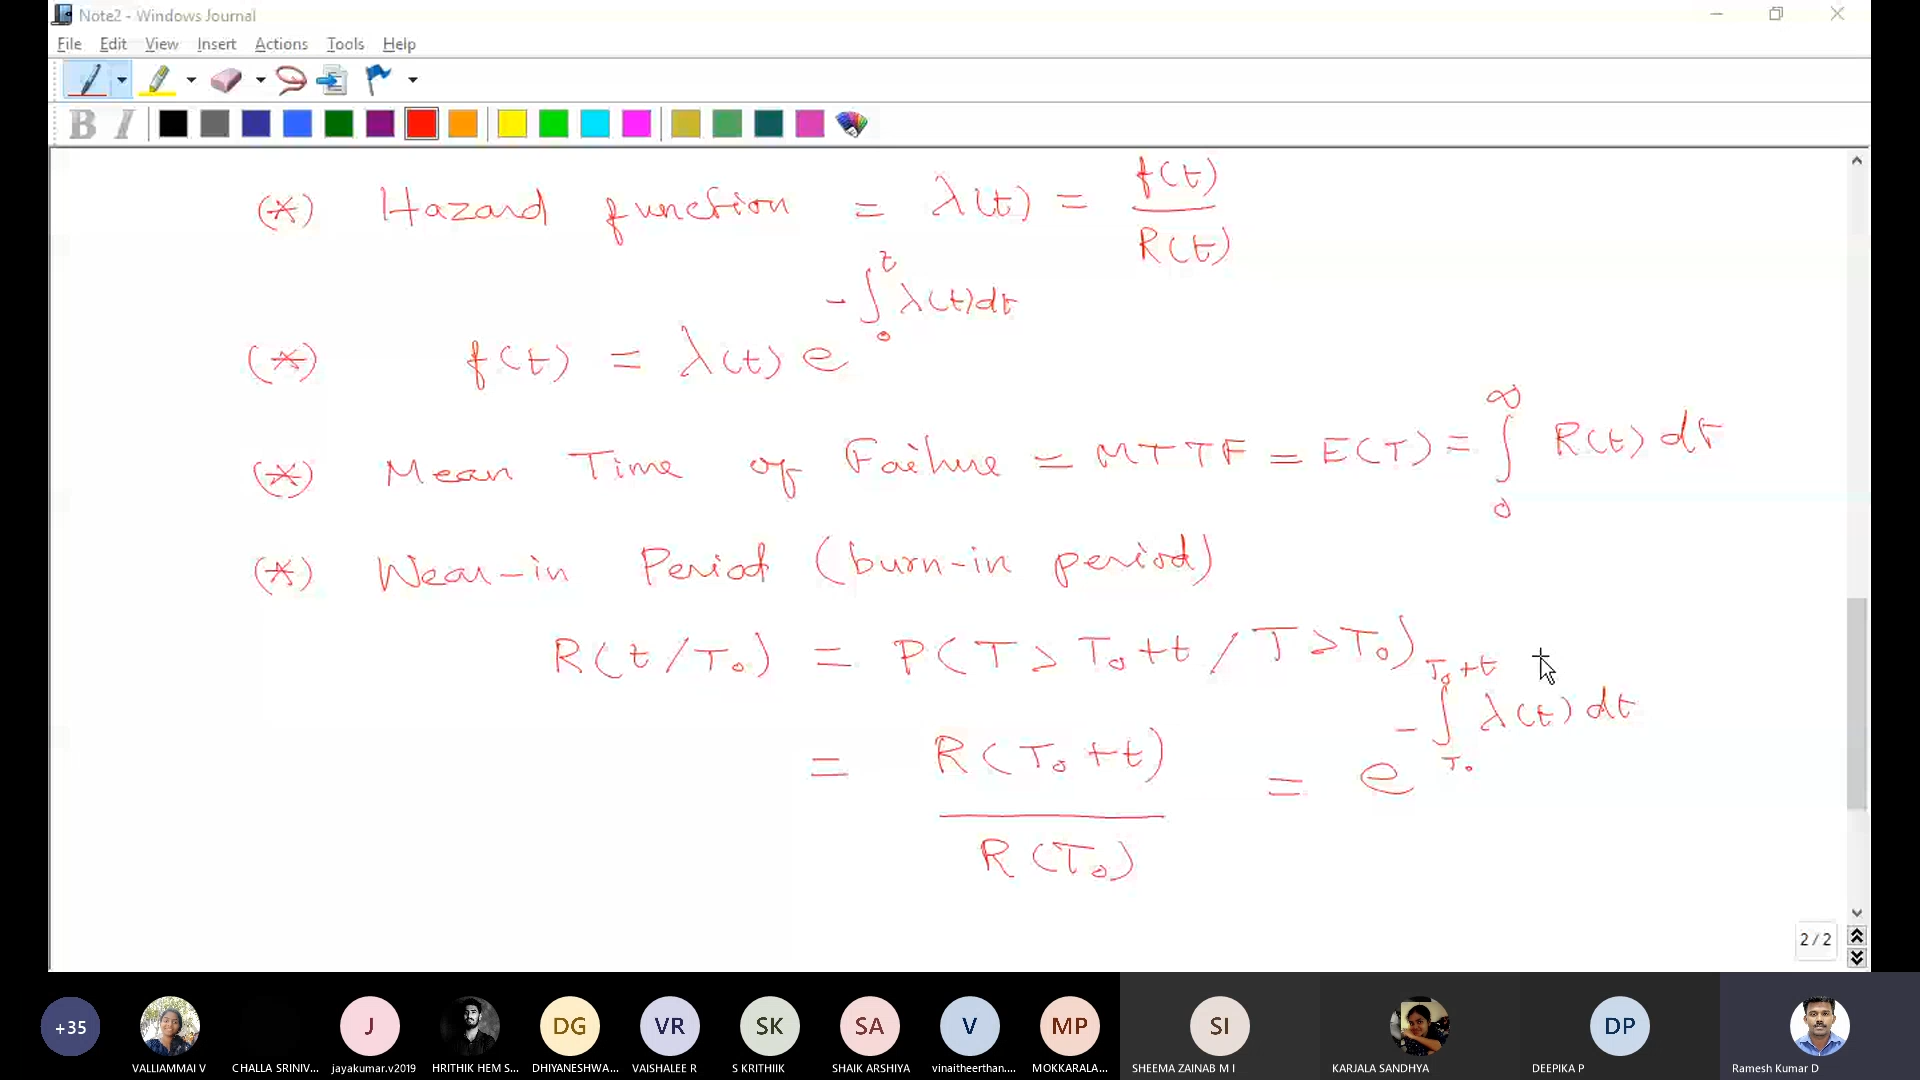 Note2 - Windows Journal
File Edit View Insert Actions Tools Help
B I
(*) Hazard function = λ(t) = f(t) / R(t)
(*) f(t) = λ(t) e^{-∫_0^t λ(t)dt}
(*) Mean Time of Failure = MTTF = E(T) = ∫_0^∞ R(t) dt
(*) Wear-in Period (burn-in period)
R(t/T₀) = P(T > T₀+t / T > T₀)
= R(T₀+t) / R(T₀) = e^{-∫_{T₀}^{T₀+t} λ(t) dt}
2 / 2
+35 J DG VR SK SA V MP SI DP
VALLIAMMAI V CHALLA SRINIV... jayakumar.v2019 HRITHIK HEM S... DHIYANESHWA... VAISHALEE R S KRITHIIK SHAIK ARSHIYA vinaitheerthan.... MOKKARALA... SHEEMA ZAINAB M I KARJALA SANDHYA DEEPIKA P Ramesh Kumar D